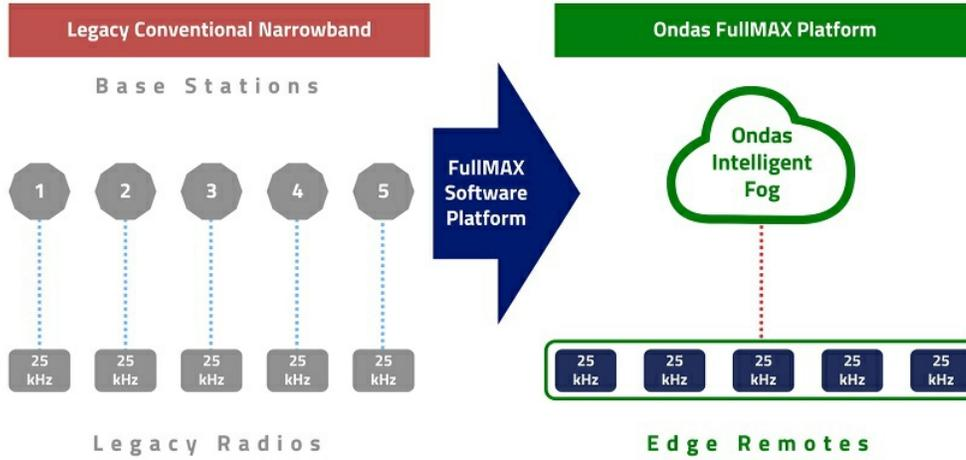 Legacy Conventional Narrowband
Ondas FullMAX Platform
Base Stations
Ondas
Intelligent
Fog
1 2 3 4 5
FullMAX
Software
Platform
25 25 25 25 25
kHz kHz kHz kHz kHz
25 25 25 25 25
kHz kHz kHz kHz kHz
Legacy Radios
Edge Remotes